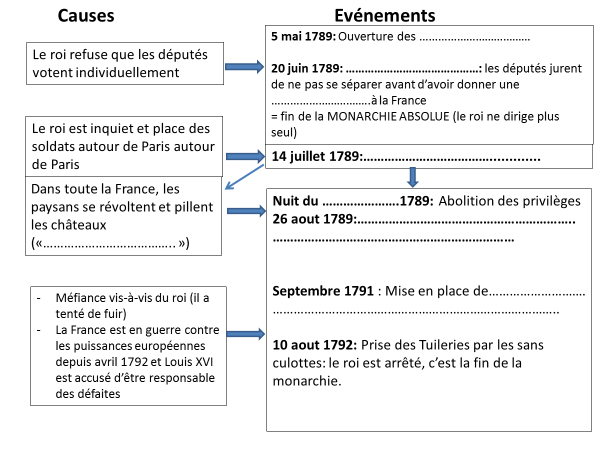 Causes
Evénements
Le roi refuse que les députés
votent individuellement
Le roi est inquiet et place des
soldats autour de Paris autour
de Paris
Dans toute la France, les
paysans se révoltent et pillent
les châteaux
(«……………………………….. »)
- Méfiance vis-à-vis du roi (il a
tenté de fuir)
- La France est en guerre contre
les puissances européennes
depuis avril 1792 et Louis XVI
est accusé d’être responsable
des défaites
5 mai 1789: Ouverture des ………………………………
20 juin 1789: …………………………………….: les députés jurent
de ne pas se séparer avant d’avoir donner une
…………………………..à la France
= fin de la MONARCHIE ABSOLUE (le roi ne dirige plus
seul)
14 juillet 1789:………………………………................
Nuit du ………………….1789: Abolition des privilèges
26 aout 1789:………………………………………………………..
………………………………………………………………
Septembre 1791 : Mise en place de……………………….
…………………………………………………………………………..
10 aout 1792: Prise des Tuileries par les sans
culottes: le roi est arrêté, c’est la fin de la
monarchie.